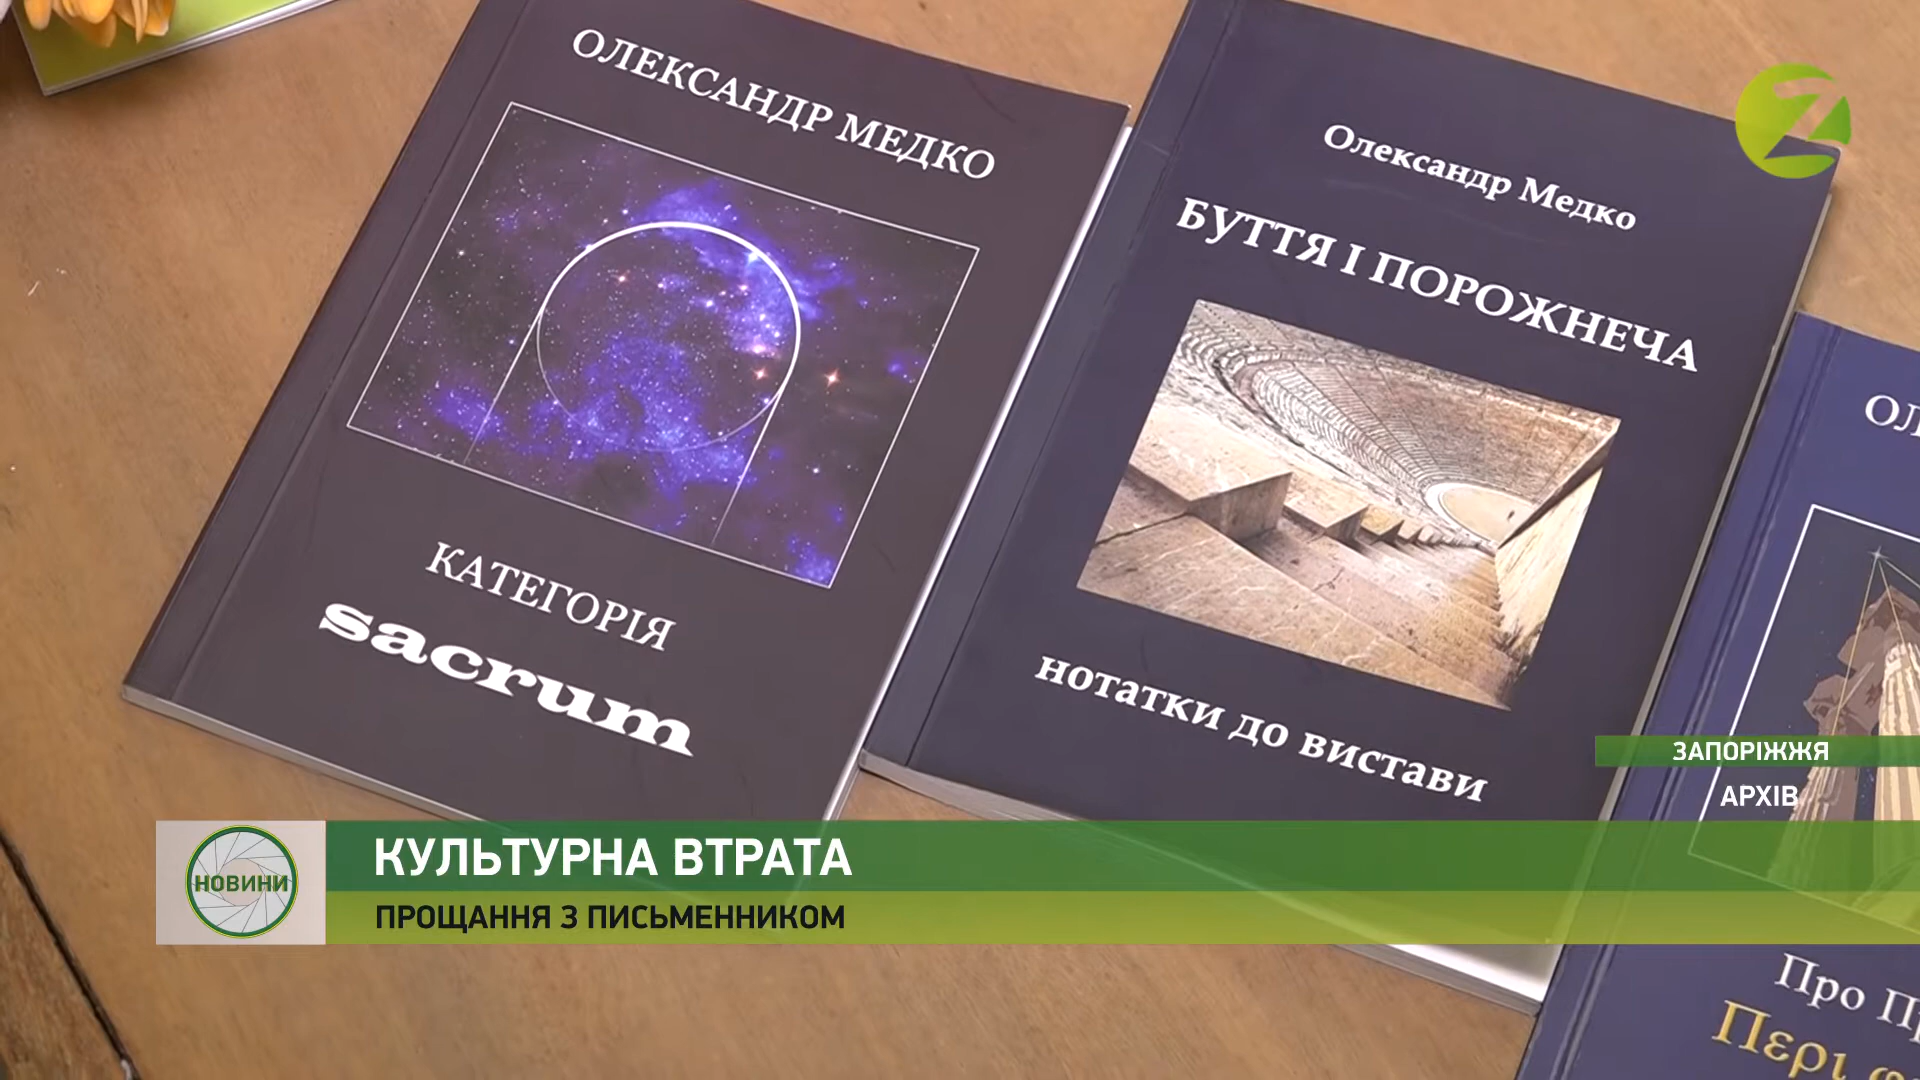 ОЛЕКСАНДР МЕДКО
КАТЕГОРІЯ
sacrum
Олександр Медко
БУТТЯ І ПОРОЖНЕЧА
нотатки до вистави
Про
Пері
ЗАПОРІЖЖЯ
АРХІВ
НОВИНИ
КУЛЬТУРНА ВТРАТА
ПРОЩАННЯ З ПИСЬМЕННИКОМ